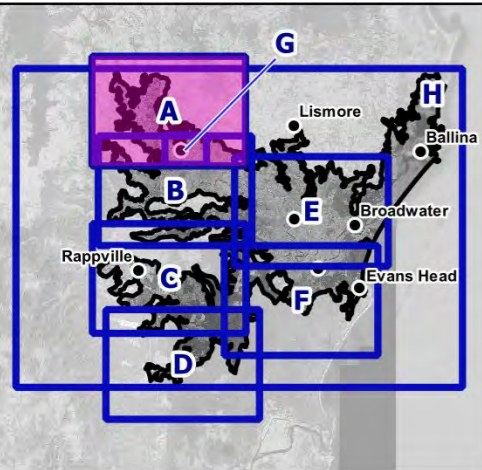 G
A
H
Lismore
Ballina
B
E
Broadwater
Rappville
C
Evans Head
F
D